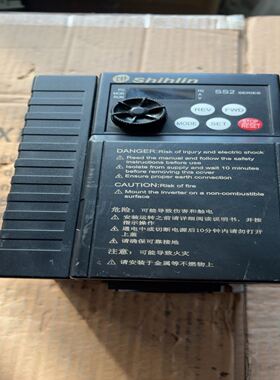 Shihlin
SS2 SERIES
REV FWD
MODE SET STOP RESET
DANGER: Risk of injury and electric shock
▲ Read the manual and follow the safety
instructions before use
▲ Isolate from supply and wait 10 minutes
before removing this cover
▲ Ensure proper earth connection
CAUTION: Risk of fire
▲ Mount the Inverter on a non-combustible
surface
危险：可能导致伤害和触电
▲ 安装运转之前请详细阅读说明书，并按
指示操作
▲ 通电中或切断电源后10分钟内请勿打开
上盖
▲ 请确保可靠接地
注意：可能导致火灾
▲ 请安装于金属等不燃物上